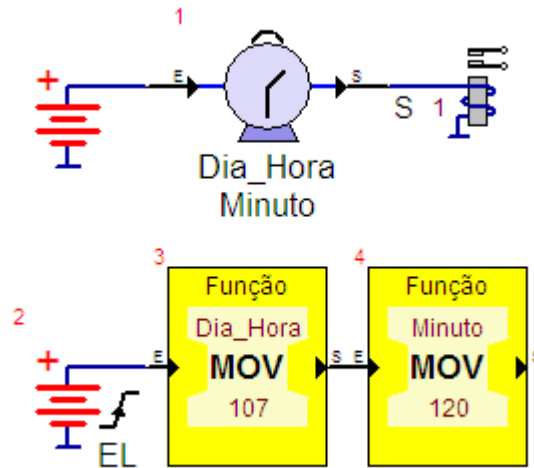 1
+
E
S
S 1
Dia_Hora
Minuto
2
+
EL
3
Função
E
Dia_Hora
MOV
S
107
4
Função
E
Minuto
MOV
S
120